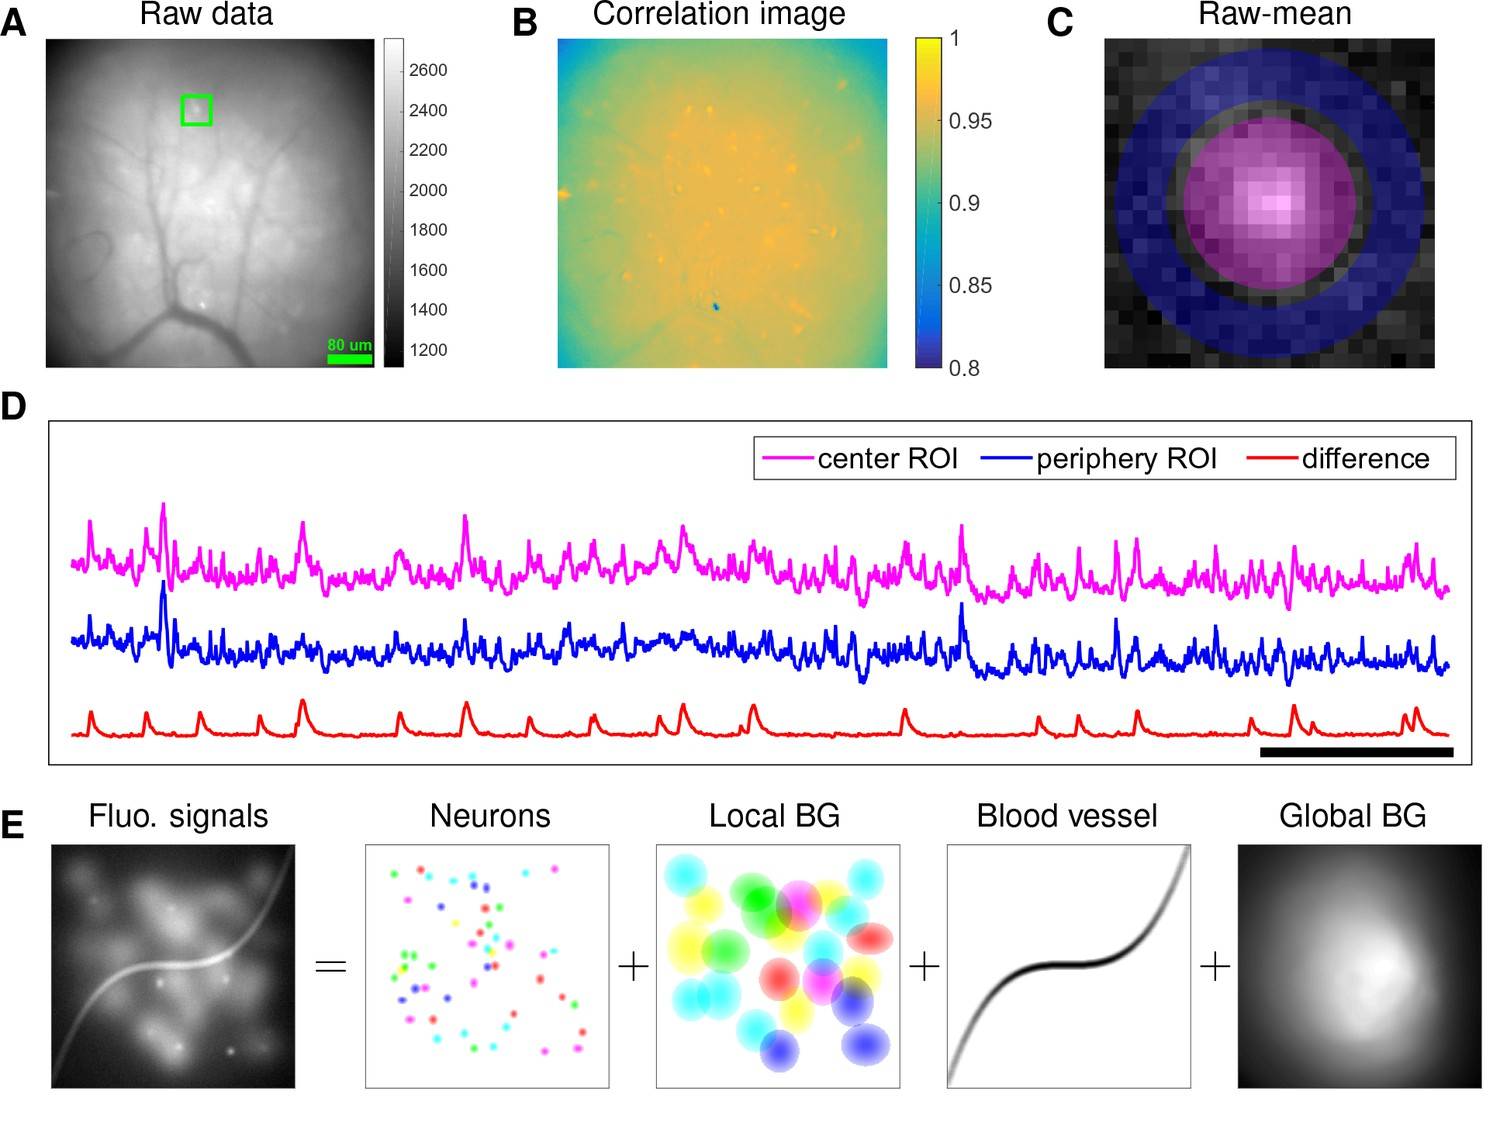 A
Raw data
2600
2400
2200
2000
1800
1600
1400
1200
80 um
B
Correlation image
1
0.95
0.9
0.85
0.8
C
Raw-mean
D
center ROI
periphery ROI
difference
E
Fluo. signals
=
Neurons
+
Local BG
+
Blood vessel
+
Global BG